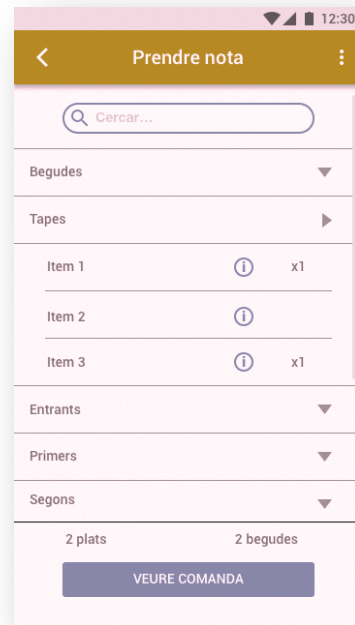 12:30
Prendre nota
Cercar...
Begudes
Tapes
Item 1 x1
Item 2
Item 3 x1
Entrants
Primers
Segons
2 plats 2 begudes
VEURE COMANDA